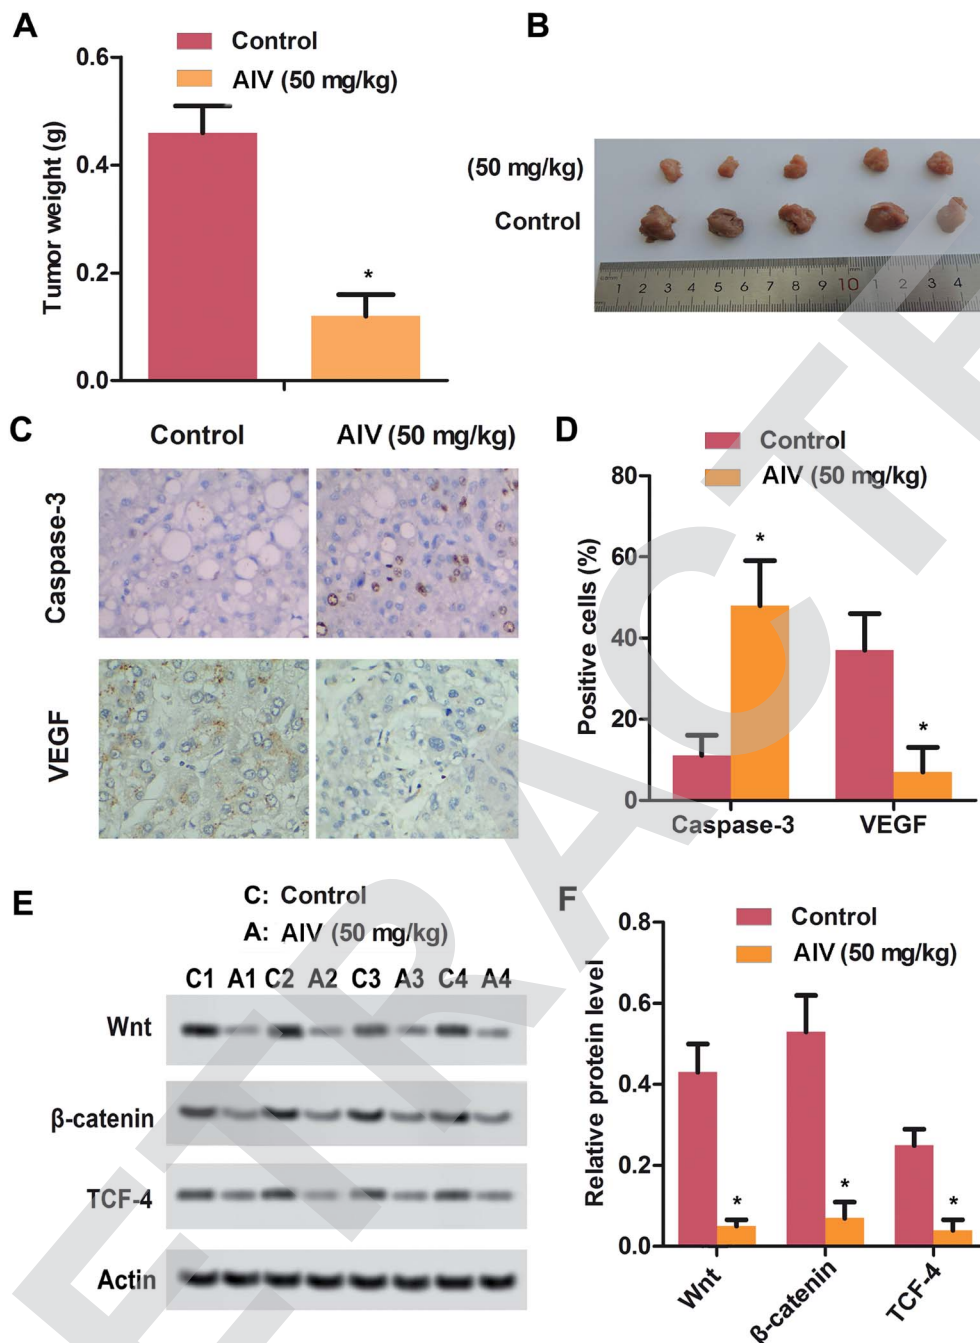 A
Control
AIV (50 mg/kg)
Tumor weight (g)
0.6
0.4
0.2
0.0
*
B
(50 mg/kg)
Control
1 2 3 4 5 6 7 8 9 10 1 2 3 4
C
Control
AIV (50 mg/kg)
Caspase-3
VEGF
D
Control
AIV (50 mg/kg)
Positive cells (%)
80
60
40
20
0
*
*
Caspase-3
VEGF
E
C: Control
A: AIV (50 mg/kg)
C1 A1 C2 A2 C3 A3 C4 A4
Wnt
β-catenin
TCF-4
Actin
F
Control
AIV (50 mg/kg)
Relative protein level
0.8
0.6
0.4
0.2
0.0
*
*
*
Wnt
β-catenin
TCF-4
ETRACTE